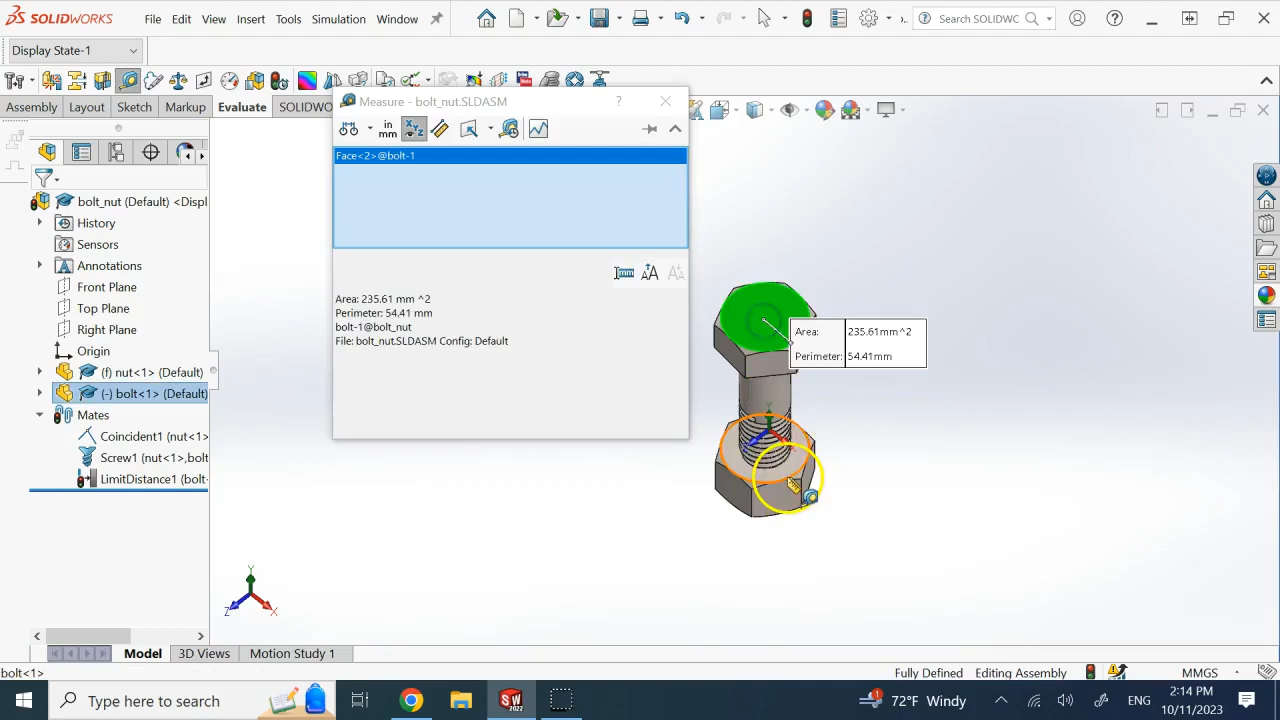 SOLIDWORKS
File Edit View Insert Tools Simulation Window
Search SOLIDWC
Display State-1
Assembly Layout Sketch Markup Evaluate SOLIDWO
Measure - bolt_nut.SLDASM
in
mm
XYZ
Face<2>@bolt-1
Area: 235.61 mm ^2
Perimeter: 54.41 mm
bolt-1@bolt_nut
File: bolt_nut.SLDASM Config: Default
bolt_nut (Default) <Displ
History
Sensors
Annotations
Front Plane
Top Plane
Right Plane
Origin
(f) nut<1> (Default)
(-) bolt<1> (Default)
Mates
Coincident1 (nut<1>
Screw1 (nut<1>,bolt
LimitDistance1 (bolt-
Area: 235.61mm^2
Perimeter: 54.41mm
Y
Z X
Y
Model 3D Views Motion Study 1
bolt<1>
Fully Defined Editing Assembly MMGS
Type here to search
SW
2022
1
72°F Windy
ENG
2:14 PM
10/11/2023